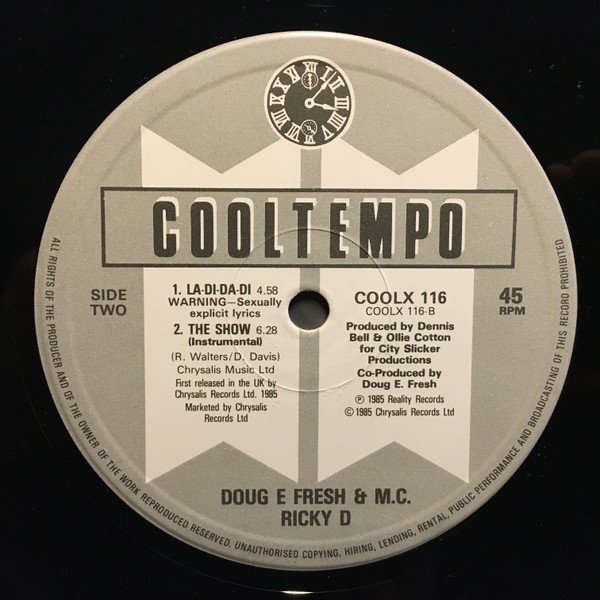 COOLTEMPO
SIDE
TWO
1. LA-DI-DA-DI 4.58
WARNING—Sexually
explicit lyrics
2. THE SHOW 6.28
(Instrumental)
(R. Walters/D. Davis)
Chrysalis Music Ltd
First released in the UK by
Chrysalis Records Ltd. 1985
Marketed by Chrysalis
Records Ltd
COOLX 116
COOLX 116-B
45
RPM
Produced by Dennis
Bell & Ollie Cotton
for City Slicker
Productions
Co-Produced by
Doug E. Fresh
℗ 1985 Reality Records
© 1985 Chrysalis Records Ltd
DOUG E FRESH & M.C.
RICKY D
ALL RIGHTS OF THE PRODUCER AND OF THE OWNER OF THE WORK REPRODUCED RESERVED. UNAUTHORISED COPYING, HIRING, LENDING, RENTAL, PUBLIC PERFORMANCE AND BROADCASTING OF THIS RECORD PROHIBITED